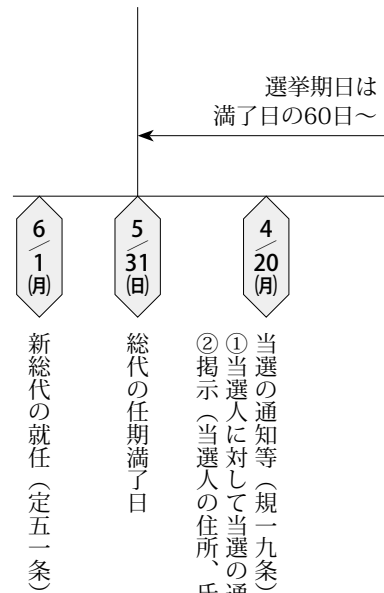 選挙期日は
満了日の60日〜
4/20(月)
当選の通知等(規一九条)
①当選人に対して当選の通
②掲示(当選人の住所、氏
5/31(日)
総代の任期満了日
6/1(月)
新総代の就任(定五一条)